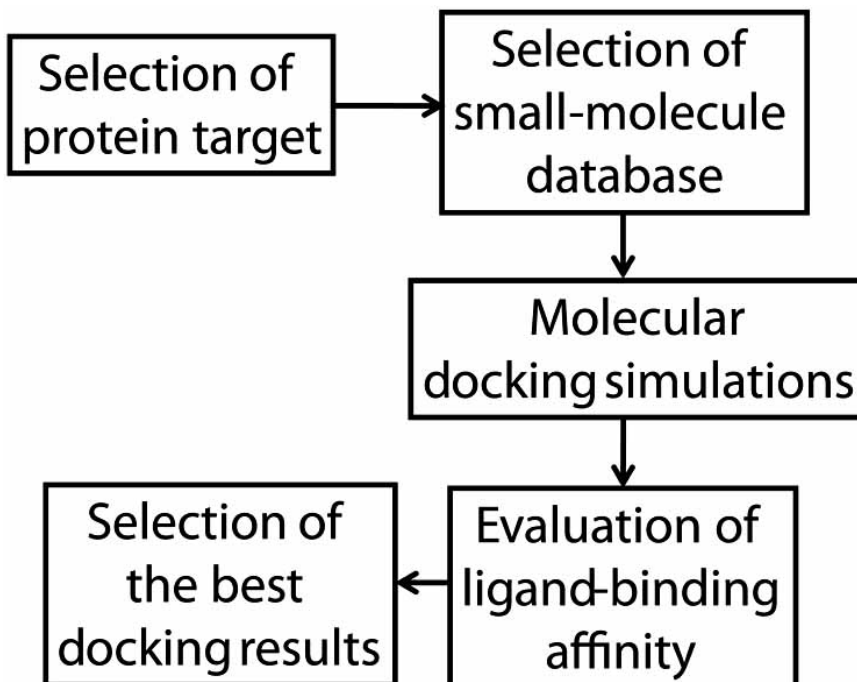 Selection of
protein target
Selection of
small-molecule
database
Molecular
docking simulations
Evaluation of
ligand-binding
affinity
Selection of
the best
docking results